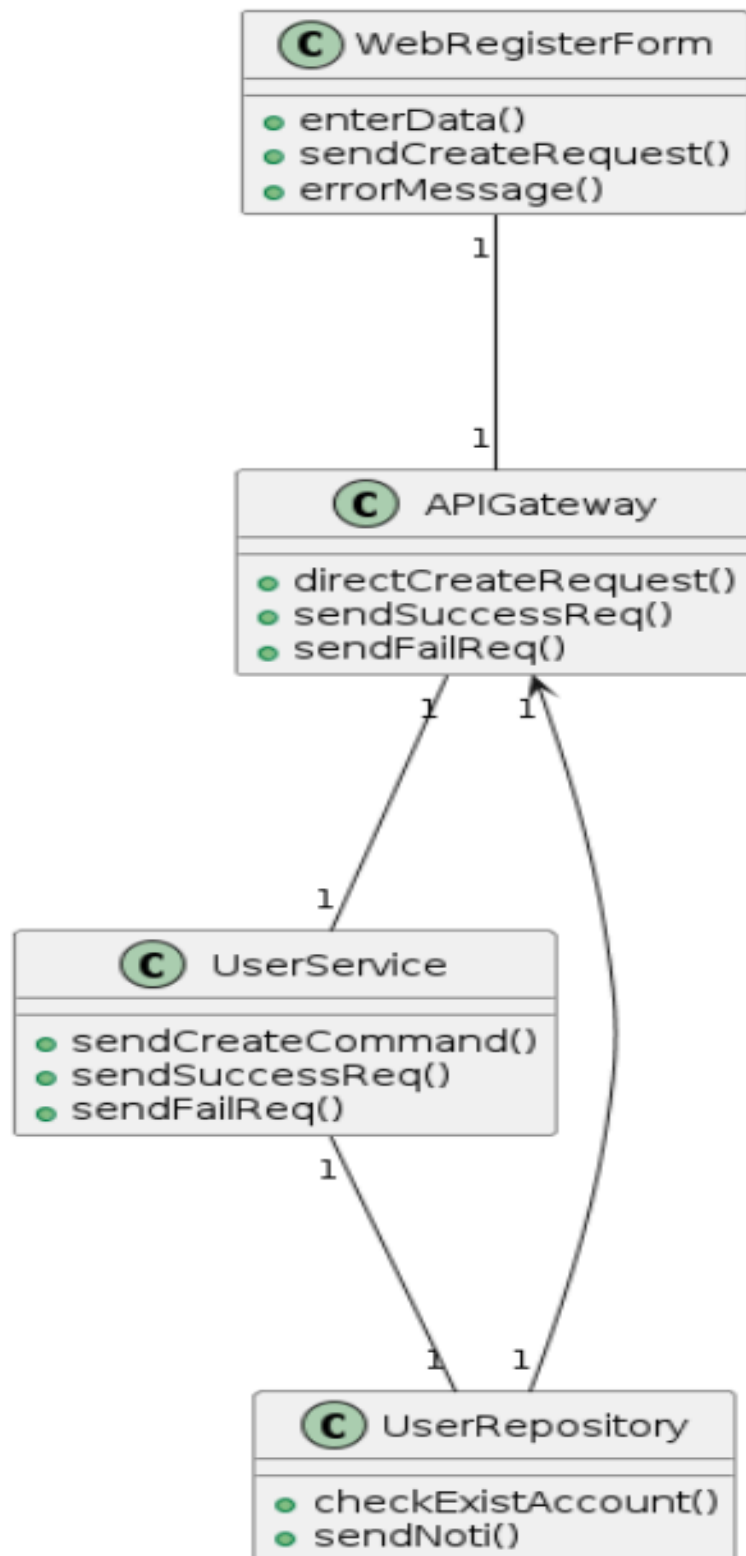 C WebRegisterForm
enterData()
sendCreateRequest()
errorMessage()
1
1
C APIGateway
directCreateRequest()
sendSuccessReq()
sendFailReq()
1 1
1
C UserService
sendCreateCommand()
sendSuccessReq()
sendFailReq()
1
1 1
C UserRepository
checkExistAccount()
sendNoti()